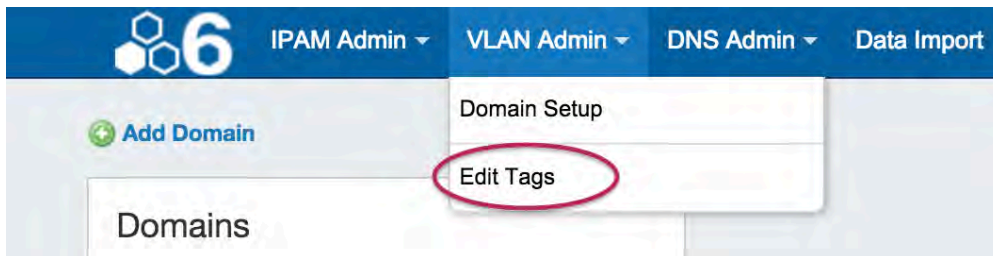 6 IPAM Admin VLAN Admin DNS Admin Data Import
Domain Setup
Add Domain
Edit Tags
Domains